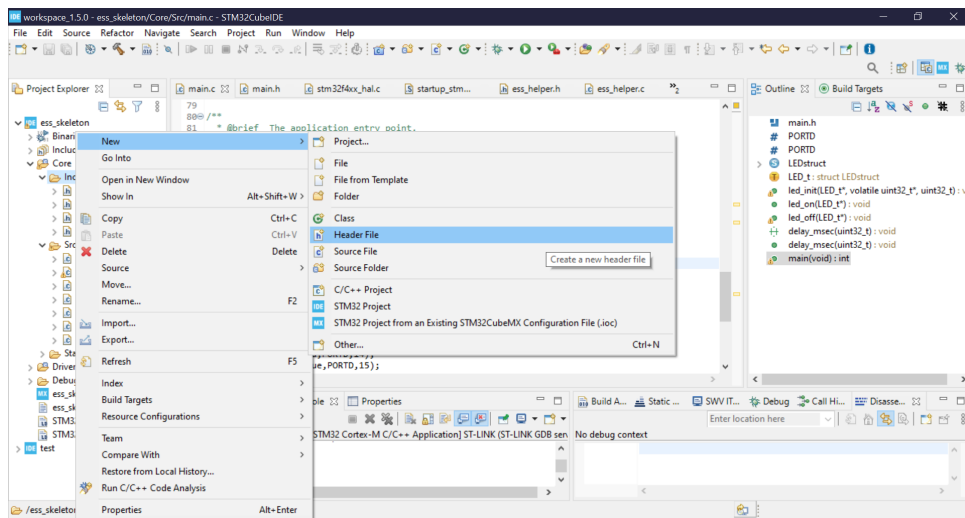 workspace_1.5.0 - ess_skeleton/Core/Src/main.c - STM32CubeIDE
File Edit Source Refactor Navigate Search Project Run Window Help
Project Explorer
main.c main.h stm32f4xx_hal.c startup_stm... ess_helper.h ess_helper.c »2
Outline Build Targets
ess_skeleton
Binari
Includ
Core
Inc
Src
Sta
Driver
Debu
ess_sk
ess_sk
STM3
STM3
test
79
80 /**
81 * @brief The application entry point.
New
Go Into
Open in New Window
Show In Alt+Shift+W >
Copy Ctrl+C
Paste Ctrl+V
Delete Delete
Source
Move...
Rename... F2
Import...
Export...
Refresh F5
Index
Build Targets
Resource Configurations
Team
Compare With
Restore from Local History...
Run C/C++ Code Analysis
Properties Alt+Enter
Project...
File
File from Template
Folder
Class
Header File
Source File
Create a new header file
Source Folder
C/C++ Project
STM32 Project
STM32 Project from an Existing STM32CubeMX Configuration File (.ioc)
Other... Ctrl+N
ue,PORTD,15);
main.h
PORTD
PORTD
LEDstruct
LED_t : struct LEDstruct
led_init(LED_t*, volatile uint32_t*, uint32_t) : v
led_on(LED_t*) : void
led_off(LED_t*) : void
delay_msec(uint32_t) : void
delay_msec(uint32_t) : void
main(void) : int
ole Properties
STM32 Cortex-M C/C++ Application] ST-LINK (ST-LINK GDB sen
Build A... Static ... SWV IT... Debug Call Hi... Disasse...
Enter location here
No debug context
/ess_skeleton